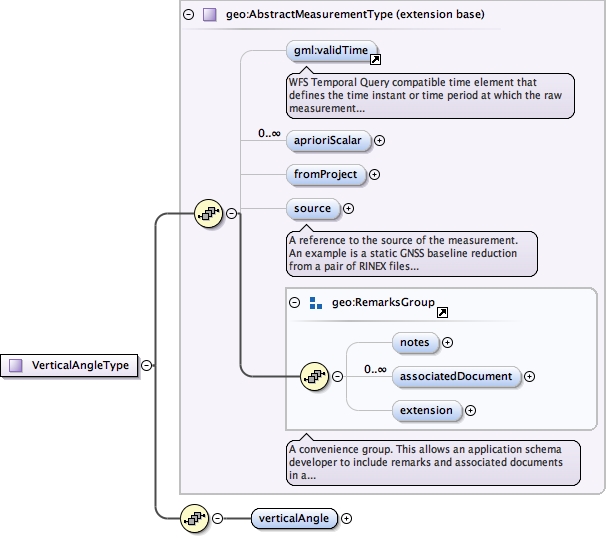 geo:AbstractMeasurementType (extension base)
gml:validTime
WFS Temporal Query compatible time element that
defines the time instant or time period at which the raw
measurement...
0..∞
aprioriScalar
fromProject
source
A reference to the source of the measurement.
An example is a static GNSS baseline reduction
from a pair of RINEX files...
geo:RemarksGroup
notes
0..∞
associatedDocument
extension
A convenience group. This allows an application schema
developer to include remarks and associated documents
in a...
VerticalAngleType
verticalAngle